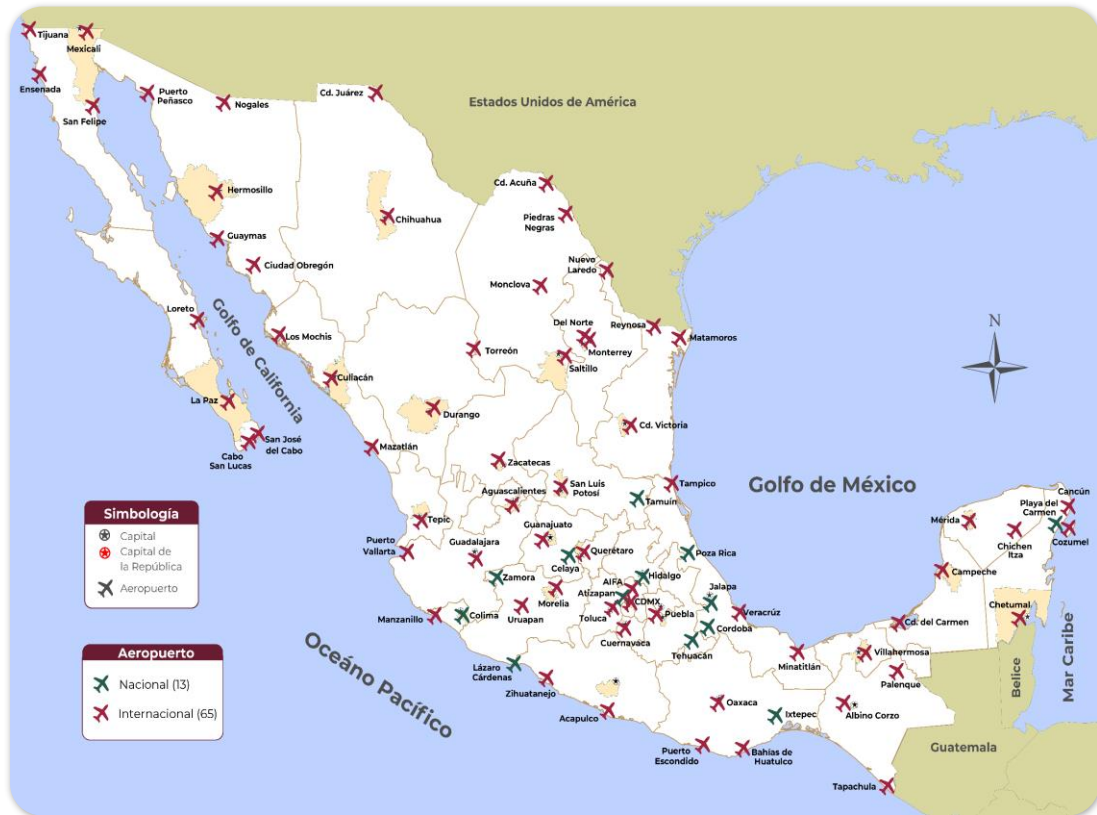 Tijuana
Mexicali
Ensenada
San Felipe
Puerto
Peñasco
Nogales
Cd. Juárez
Estados Unidos de América
Hermosillo
Chihuahua
Cd. Acuña
Piedras
Negras
Guaymas
Ciudad Obregón
Nuevo
Laredo
Monclova
Loreto
Golfo de California
Los Mochis
Del Norte
Monterrey
Reynosa
Matamoros
Torreón
Saltillo
N
Culiacán
La Paz
Durango
Cd. Victoria
San José
del Cabo
Cabo
San Lucas
Mazatlán
Zacatecas
San Luis
Potosí
Tampico
Tamuín
Golfo de México
Aguascalientes
Tepic
Guanajuato
Puerto
Vallarta
Guadalajara
Celaya
Querétaro
Poza Rica
Cancún
Playa del
Carmen
Cozumel
Mérida
Chichen
Itza
Campeche
Zamora
AIFA
Hidalgo
Atizapan
CDMX
Jalapa
Morelia
Toluca
Puebla
Veracrúz
Manzanillo
Colima
Uruapan
Cuernavaca
Cordoba
Tehuacán
Cd. del Carmen
Chetumal
Minatitlán
Villahermosa
Palenque
Belice
Mar Caribe
Océano Pacífico
Lázaro
Cárdenas
Zihuatanejo
Acapulco
Oaxaca
Ixtepec
Albino Corzo
Puerto
Escondido
Bahías de
Huatulco
Guatemala
Tapachula
Simbología
Capital
Capital de
la República
Aeropuerto
Aeropuerto
Nacional (13)
Internacional (65)